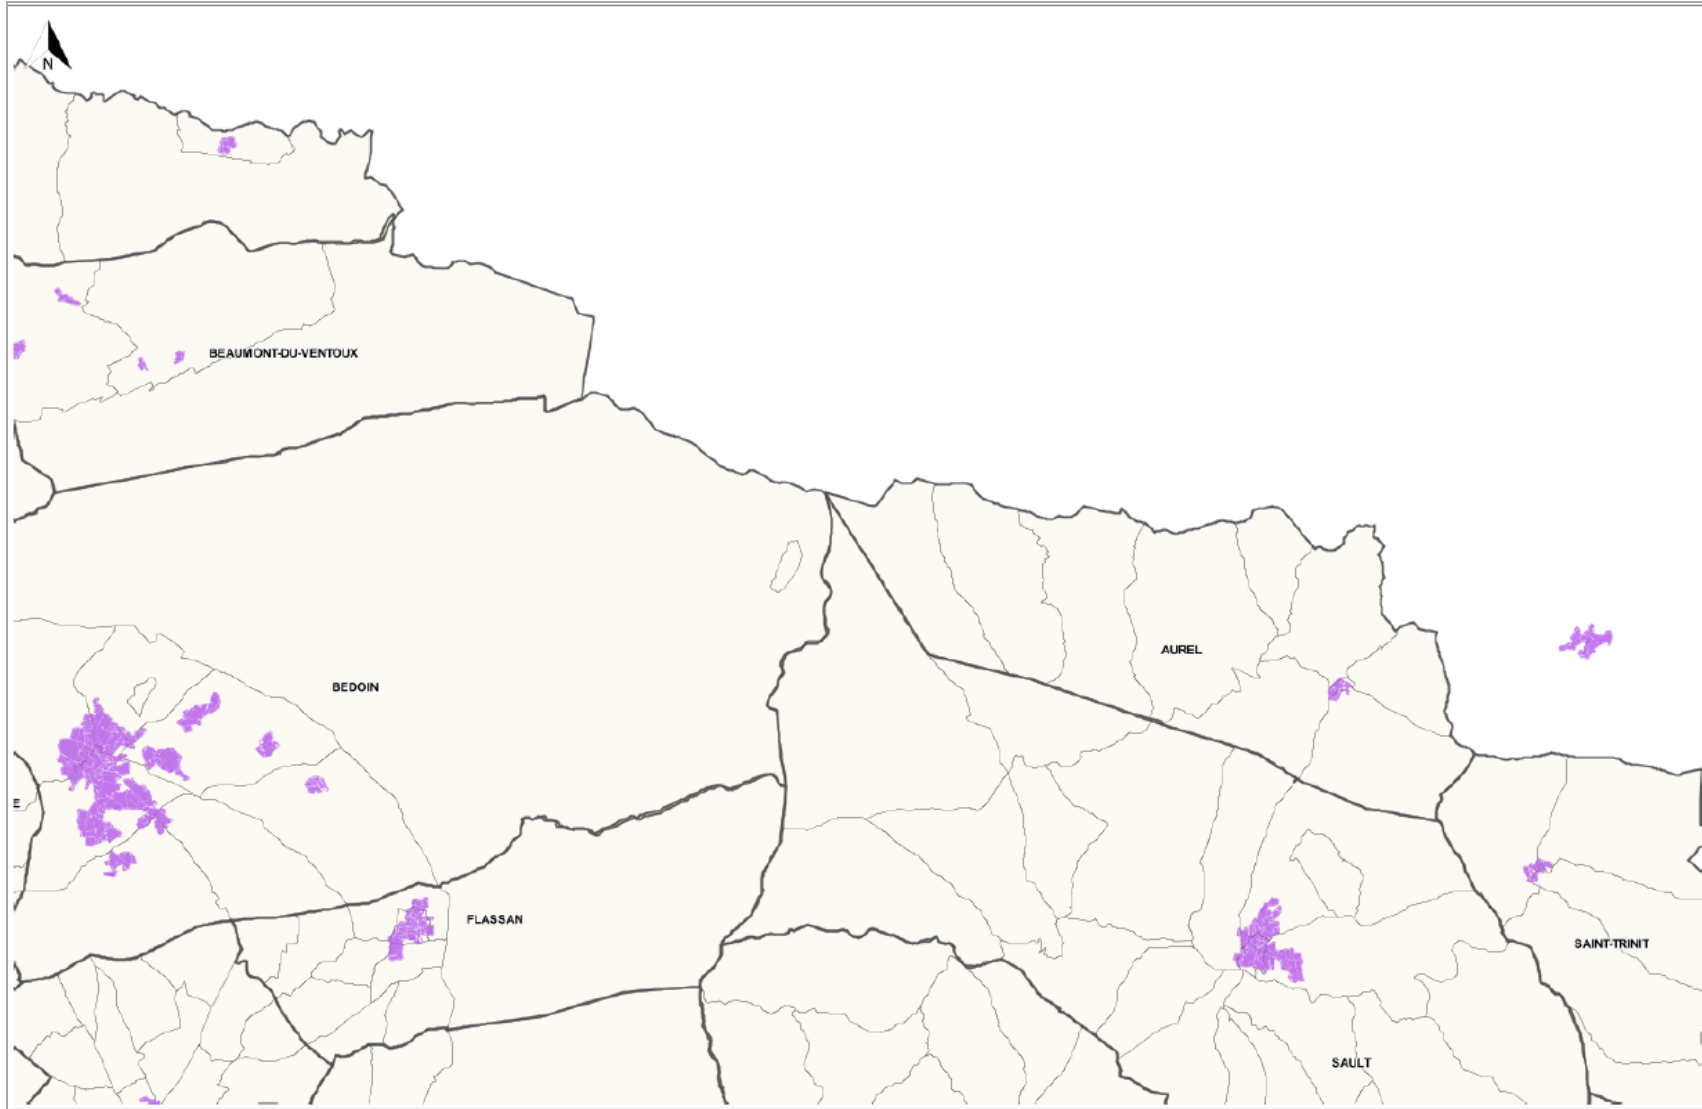 N
BEAUMONT-DU-VENTOUX
AUREL
BEDOIN
E
FLASSAN
SAINT-TRINIT
SAULT